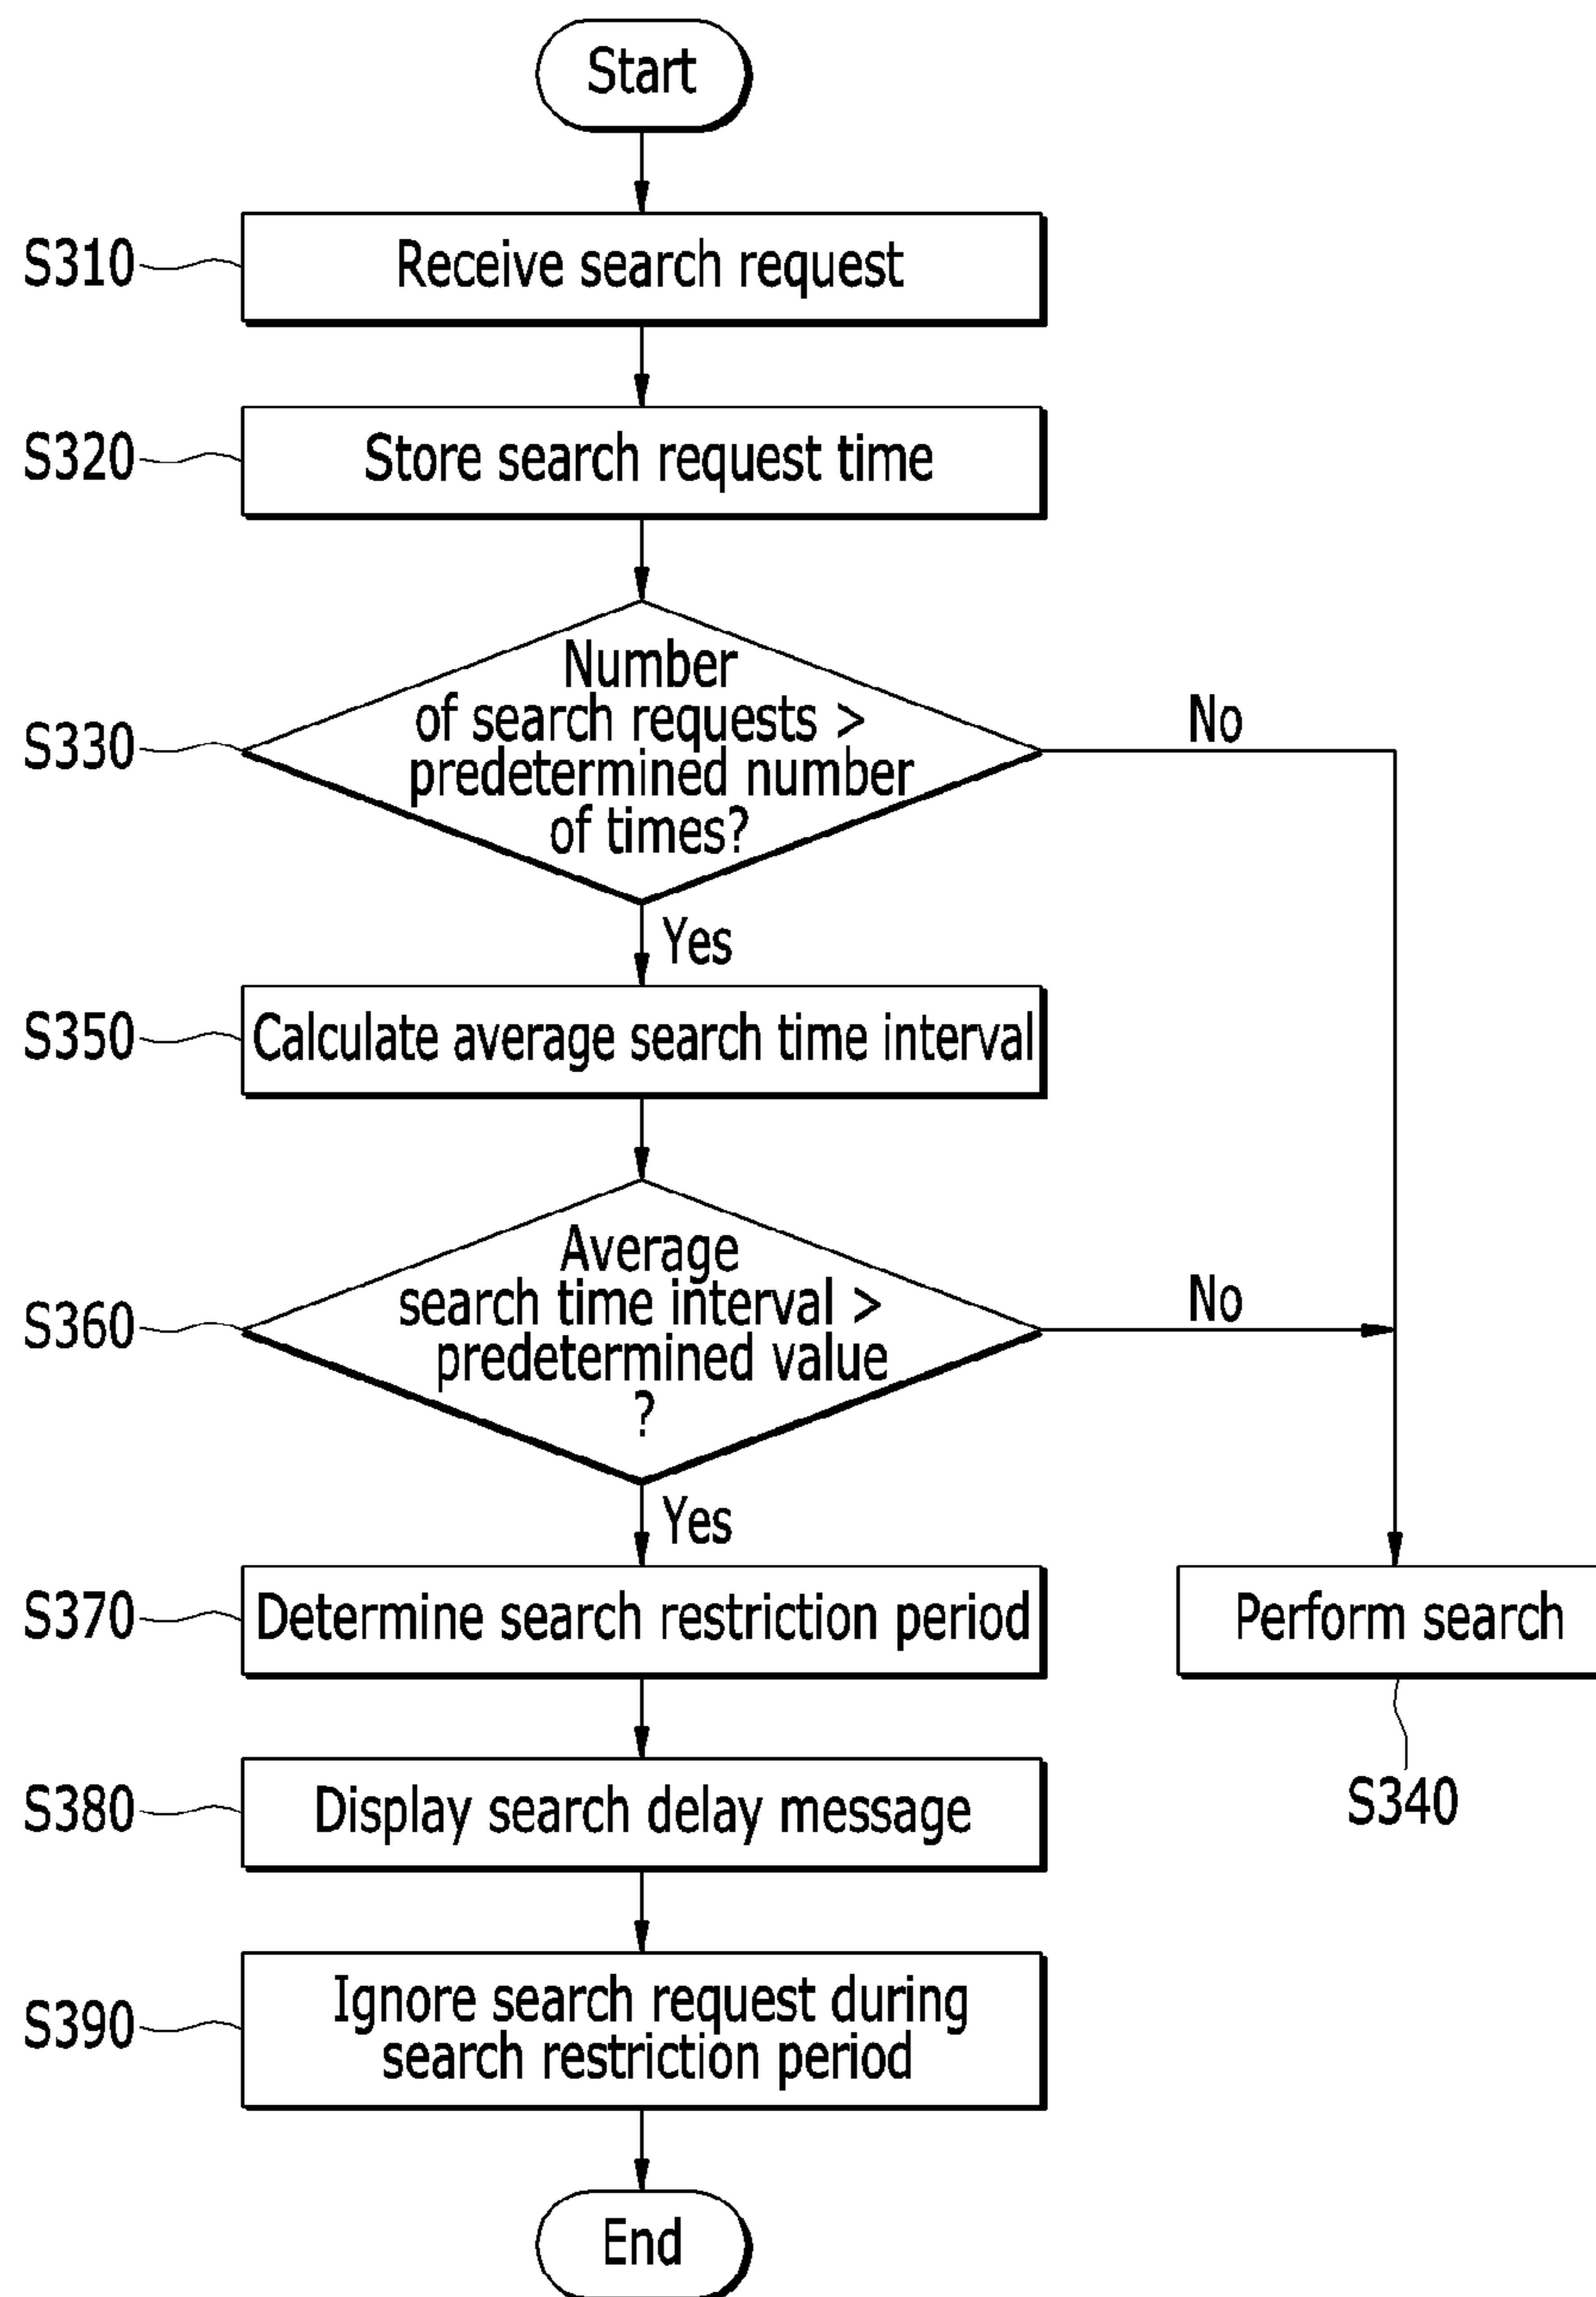 Start
S310
Receive search request
S320
Store search request time
S330
Number
of search requests >
predetermined number
of times?
No
Yes
S350
Calculate average search time interval
S360
Average
search time interval >
predetermined value
?
No
Yes
S370
Determine search restriction period
Perform search
S380
Display search delay message
S340
S390
Ignore search request during
search restriction period
End